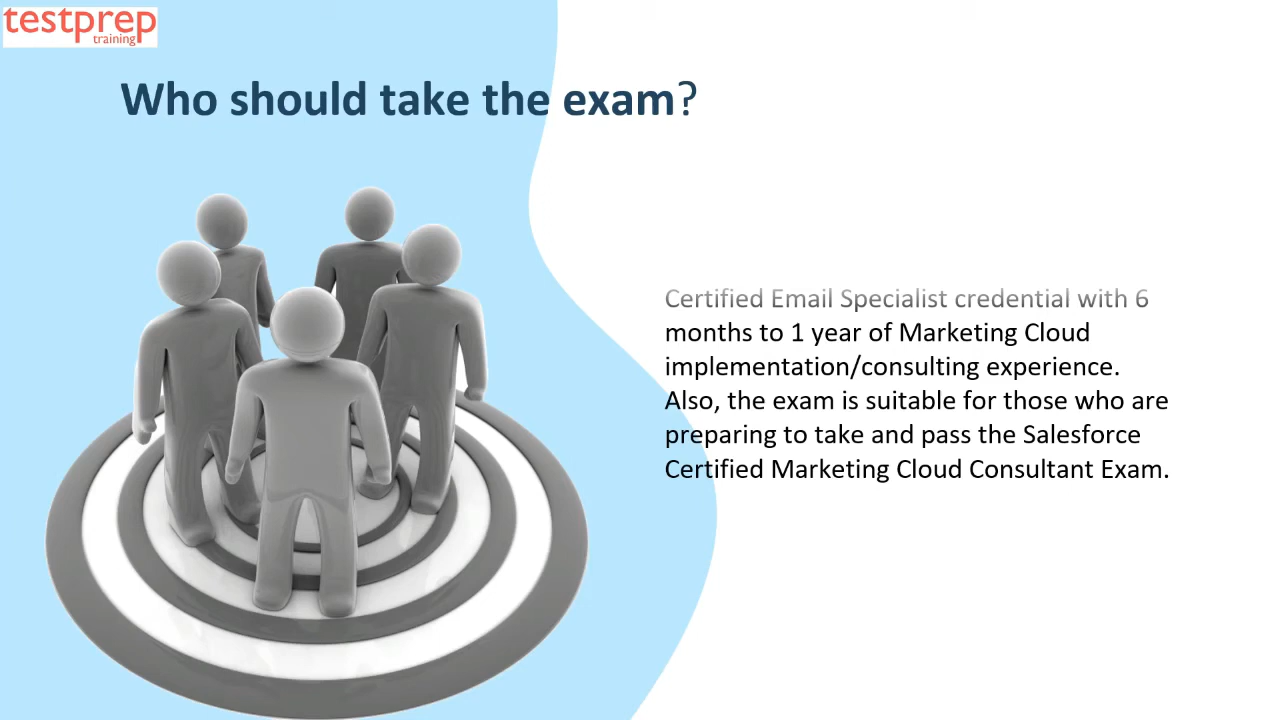 testprep
training
Who should take the exam?
Certified Email Specialist credential with 6
months to 1 year of Marketing Cloud
implementation/consulting experience.
Also, the exam is suitable for those who are
preparing to take and pass the Salesforce
Certified Marketing Cloud Consultant Exam.